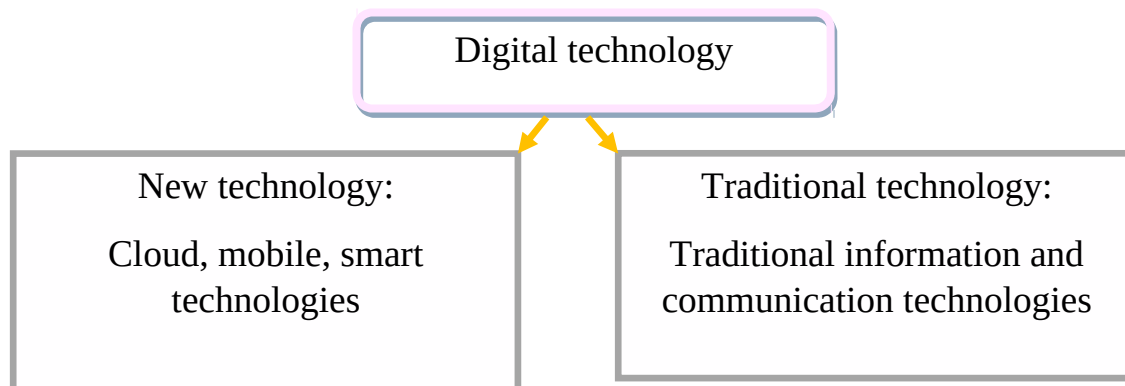 Digital technology
New technology:
Cloud, mobile, smart
technologies
Traditional technology:
Traditional information and
communication technologies